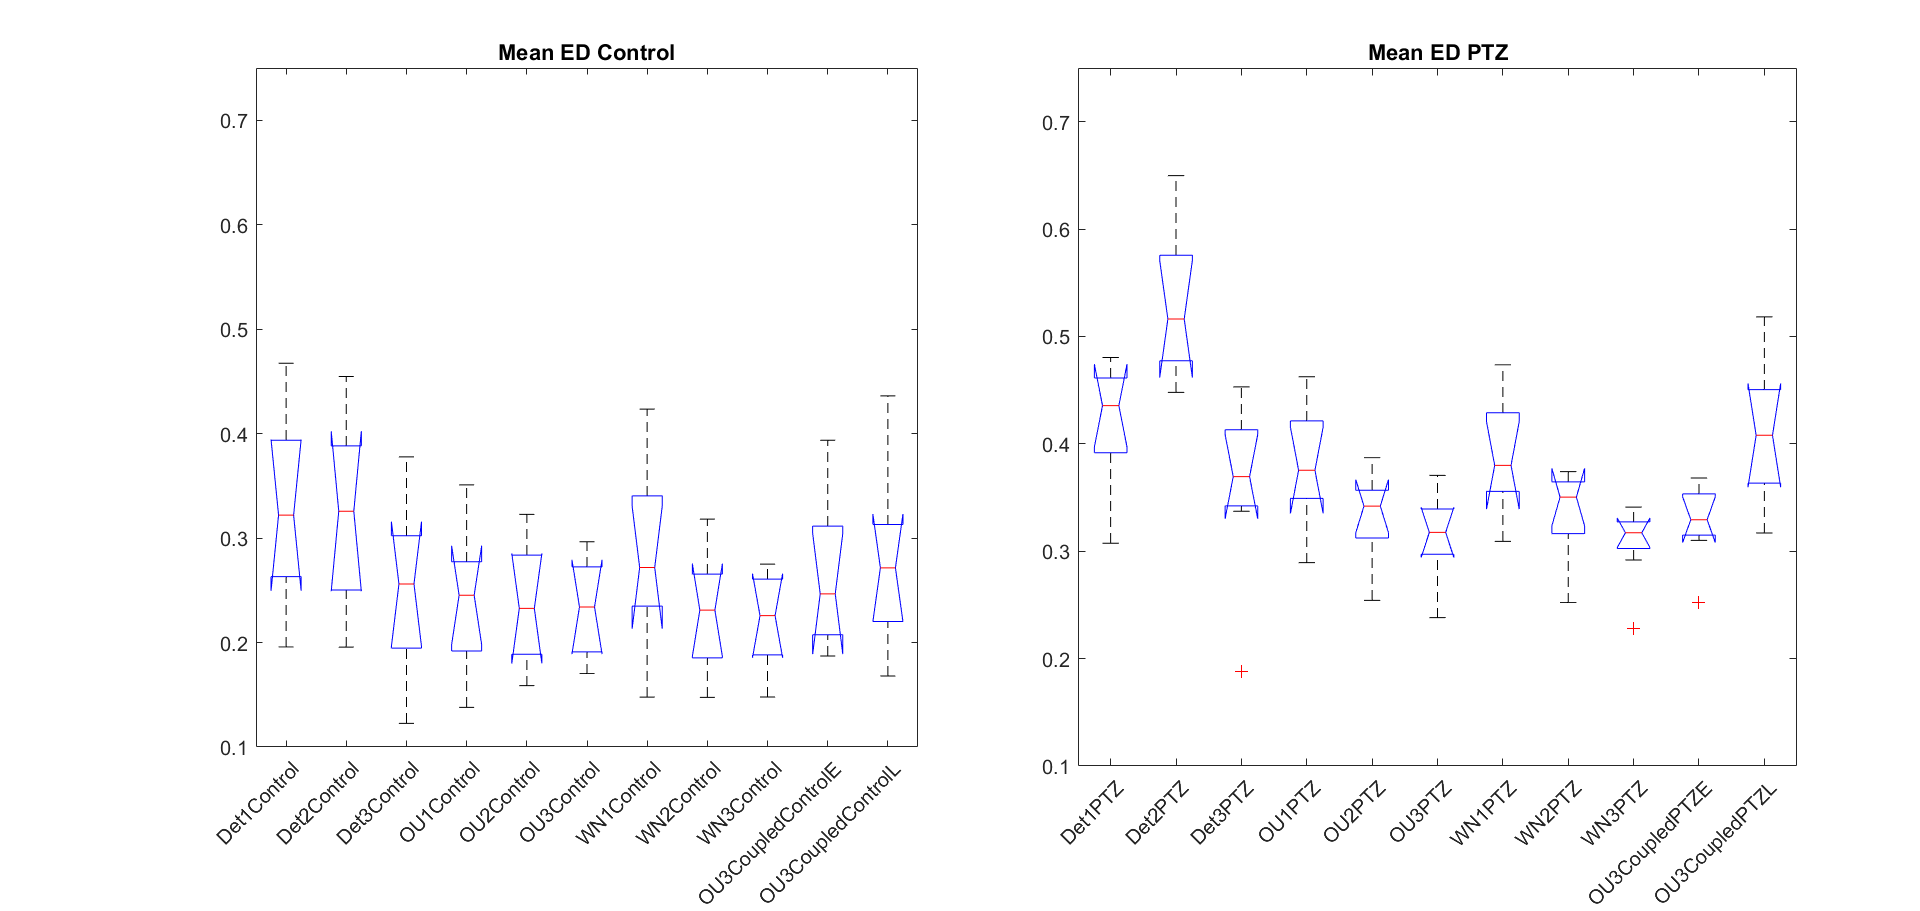 Mean ED Control
0.7
0.6
0.5
0.4
0.3
0.2
0.1
Det1Control
Det2Control
Det3Control
OU1Control
OU2Control
OU3Control
WN1Control
WN2Control
WN3Control
OU3CoupledControlE
OU3CoupledControlL
Mean ED PTZ
0.7
0.6
0.5
0.4
0.3
0.2
0.1
Det1PTZ
Det2PTZ
Det3PTZ
OU1PTZ
OU2PTZ
OU3PTZ
WN1PTZ
WN2PTZ
WN3PTZ
OU3CoupledPTZE
OU3CoupledPTZL